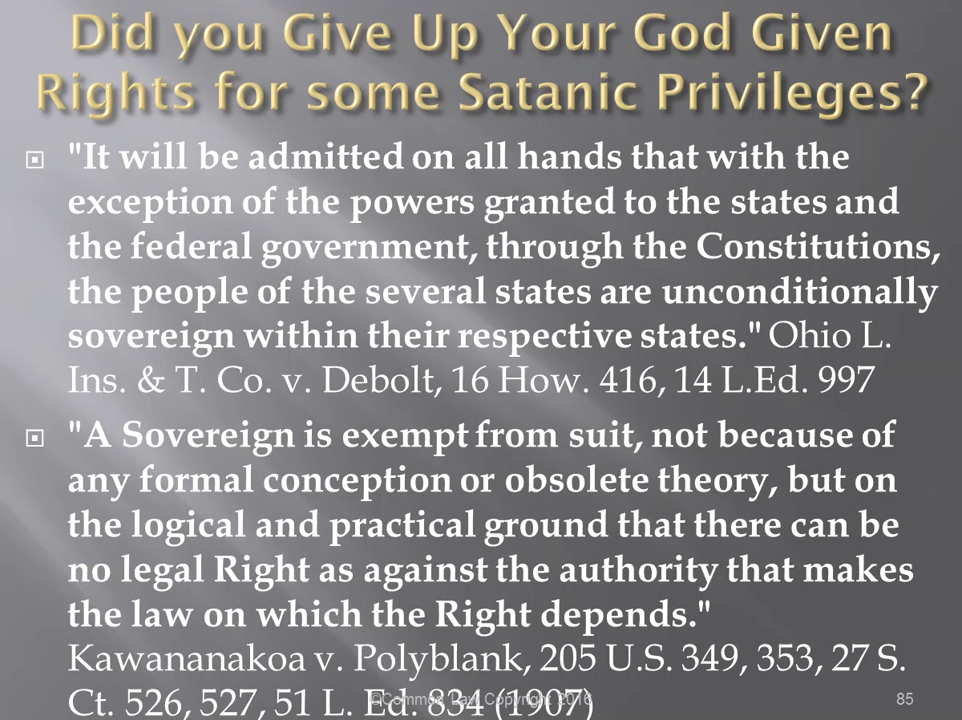 Did you Give Up Your God Given
Rights for some Satanic Privileges?
"It will be admitted on all hands that with the
exception of the powers granted to the states and
the federal government, through the Constitutions,
the people of the several states are unconditionally
sovereign within their respective states." Ohio L.
Ins. & T. Co. v. Debolt, 16 How. 416, 14 L.Ed. 997
"A Sovereign is exempt from suit, not because of
any formal conception or obsolete theory, but on
the logical and practical ground that there can be
no legal Right as against the authority that makes
the law on which the Right depends."
Kawananakoa v. Polyblank, 205 U.S. 349, 353, 27 S.
Ct. 526, 527, 51 L. Ed. 834 (1907)
©Common Law Copyright 2016
85